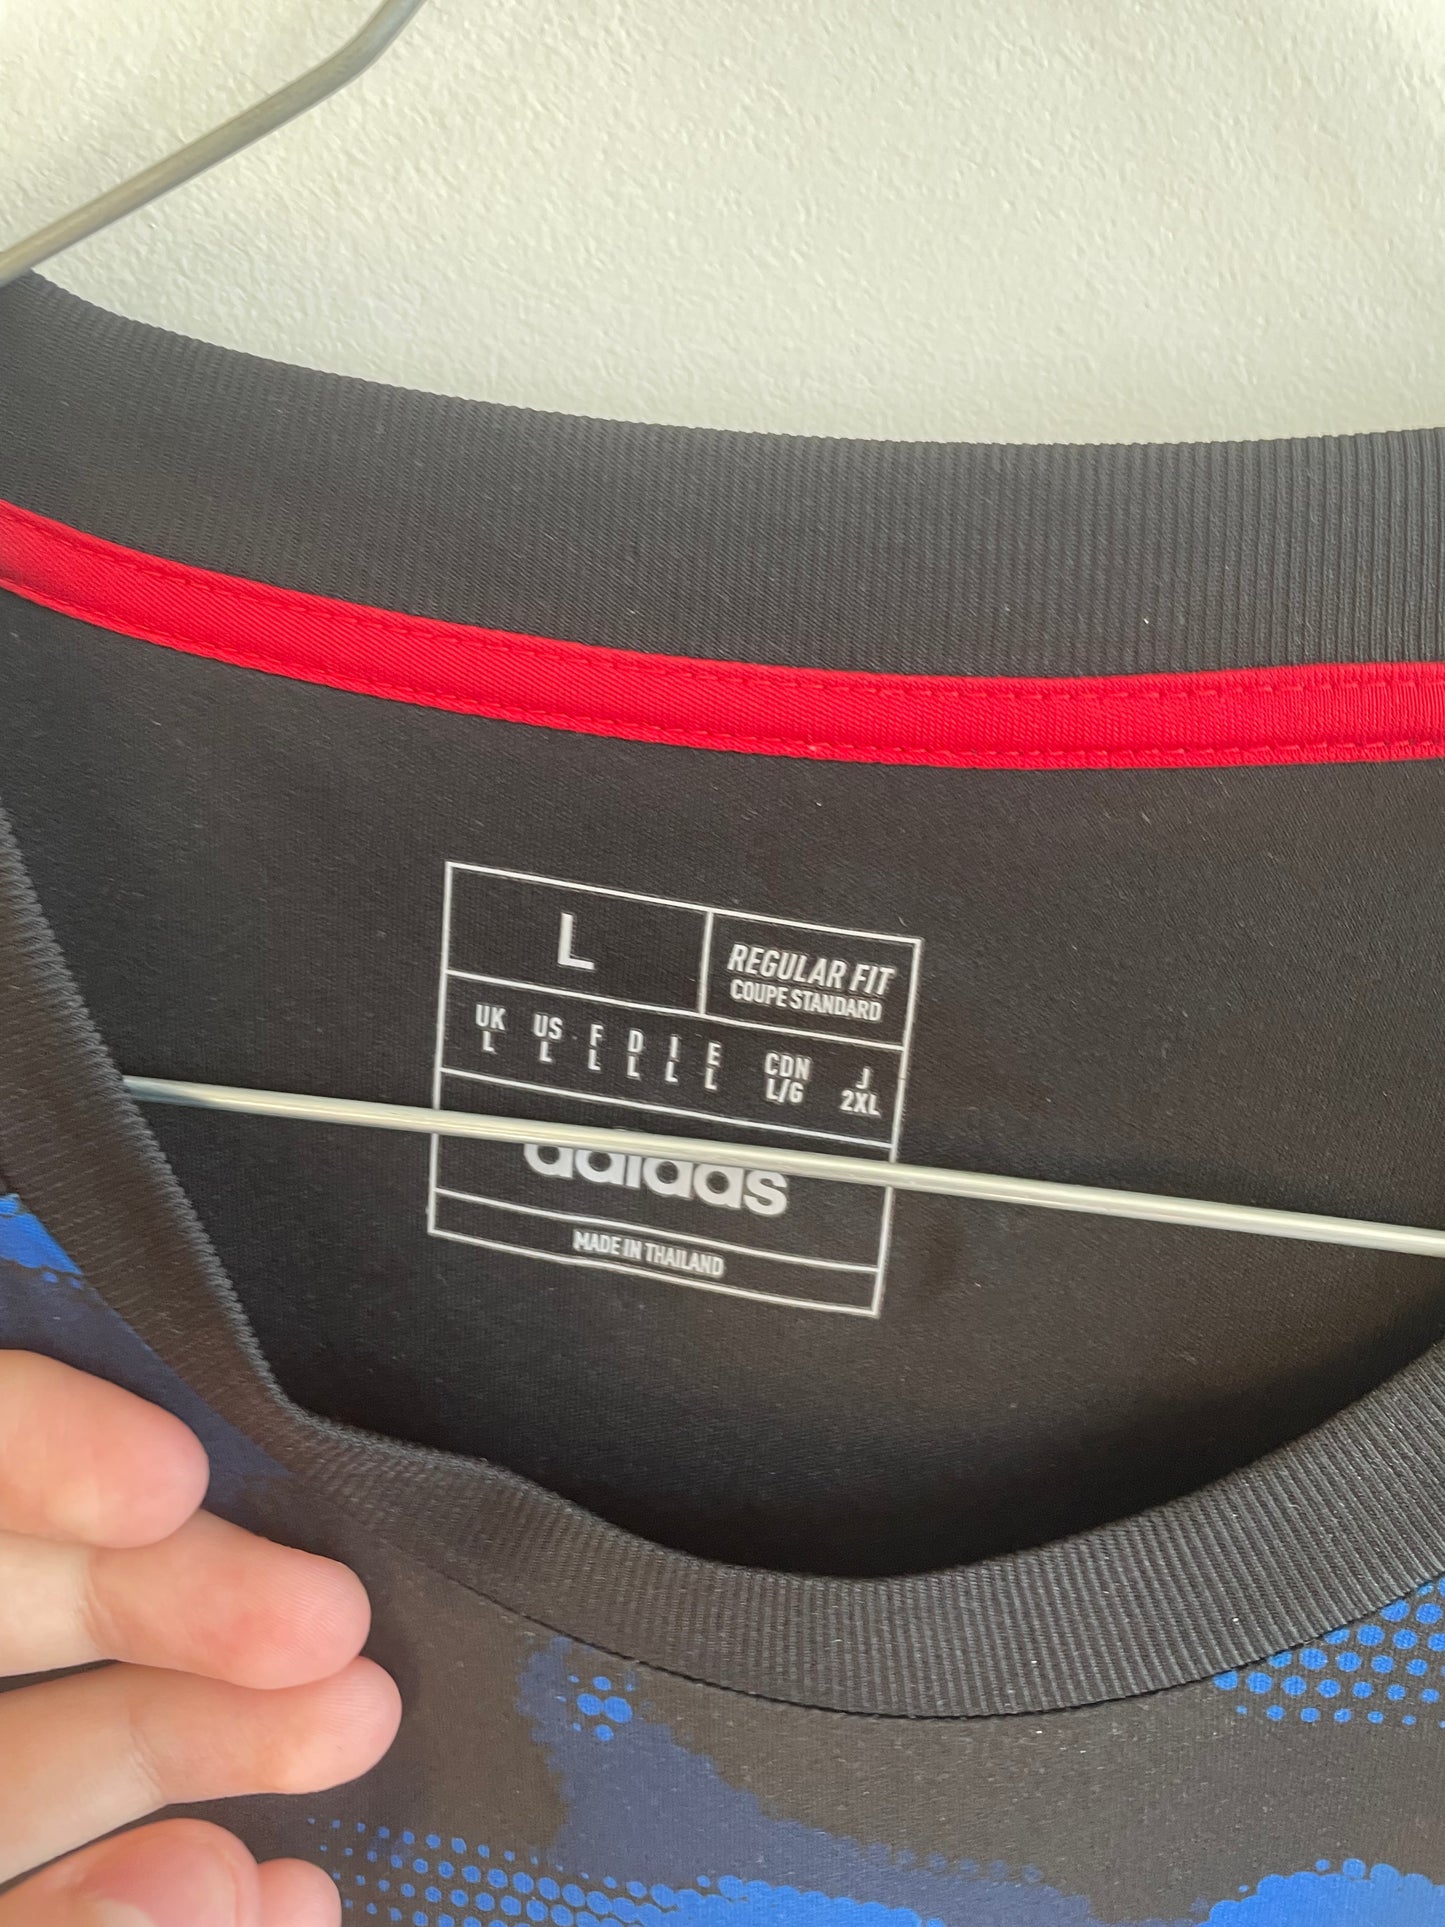 L
REGULAR FIT
COUPE STANDARD
UK US F D I E CDN J
L L L L L L L/G 2XL
adidas
MADE IN THAILAND